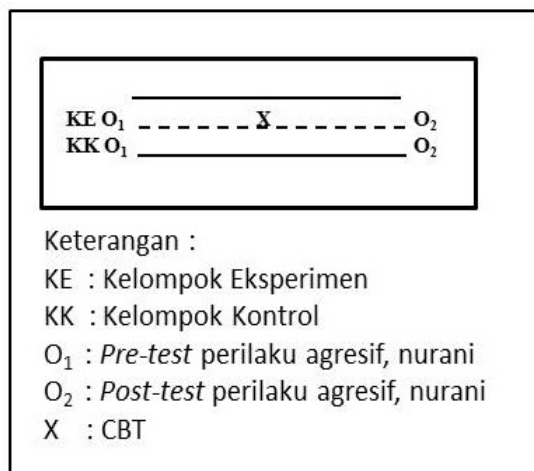 KE O₁ - - - - - - - X - - - - - - - - O₂
KK O₁ ———————————— O₂
Keterangan :
KE : Kelompok Eksperimen
KK : Kelompok Kontrol
O₁ : Pre-test perilaku agresif, nurani
O₂ : Post-test perilaku agresif, nurani
X : CBT